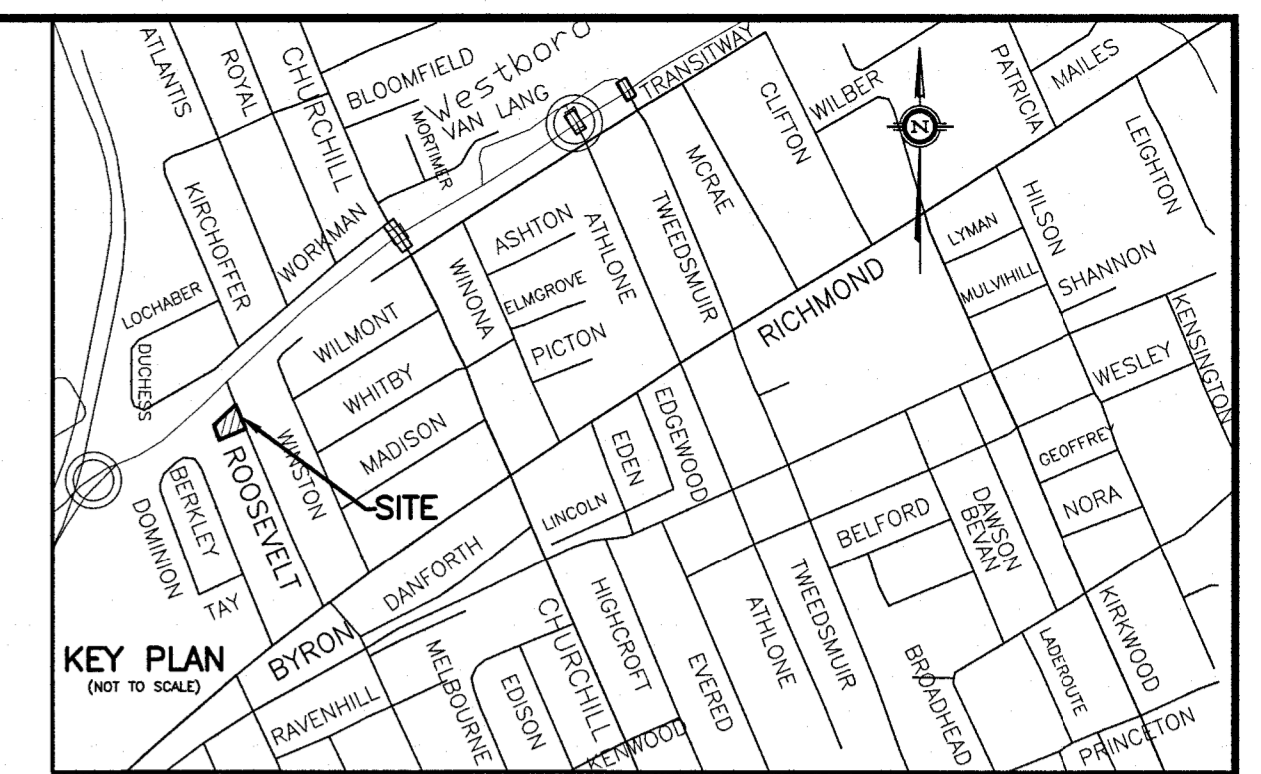 ATLANTIS
ROYAL
CHURCHILL
BLOOMFIELD
Westboro
VAN LANG
MORTIMER
TRANSITWAY
CLIFTON
WILBER
PATRICIA
MAILES
N
LEIGHTON
KIRCHOFFER
WORKMAN
MCRAE
TWEEDSMUIR
ATHLONE
ASHTON
WINONA
ELMGROVE
PICTON
LYMAN
HILSON
MULVIHILL
SHANNON
KENSINGTON
LOCHABER
DUCHESS
WILMONT
WHITBY
MADISON
RICHMOND
WESLEY
EDGEWOOD
EDEN
GEOFFREY
NORA
WINSTON
ROOSEVELT
SITE
BERKLEY
DOMINION
TAY
LINCOLN
BELFORD
DAWSON
BEVAN
DANFORTH
BYRON
KEY PLAN
(NOT TO SCALE)
RAVENHILL
MELBOURNE
EDISON
CHURCHILL
HIGHCROFT
KENWOOD
EVERED
ATHLONE
TWEEDSMUIR
BROADHEAD
LADEROUTE
KIRKWOOD
PRINCETON